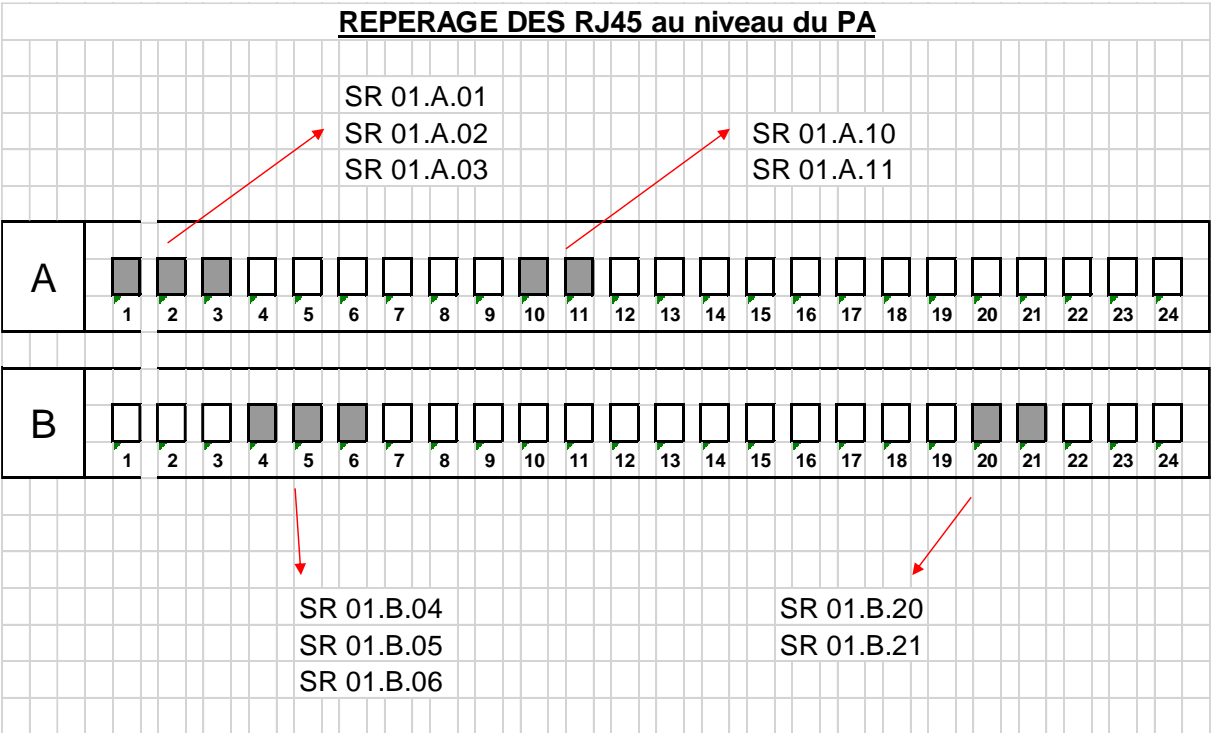 REPERAGE DES RJ45 au niveau du PA
SR 01.A.01
SR 01.A.02
SR 01.A.03
SR 01.A.10
SR 01.A.11
A
1 2 3 4 5 6 7 8 9 10 11 12 13 14 15 16 17 18 19 20 21 22 23 24
B
1 2 3 4 5 6 7 8 9 10 11 12 13 14 15 16 17 18 19 20 21 22 23 24
SR 01.B.04
SR 01.B.05
SR 01.B.06
SR 01.B.20
SR 01.B.21